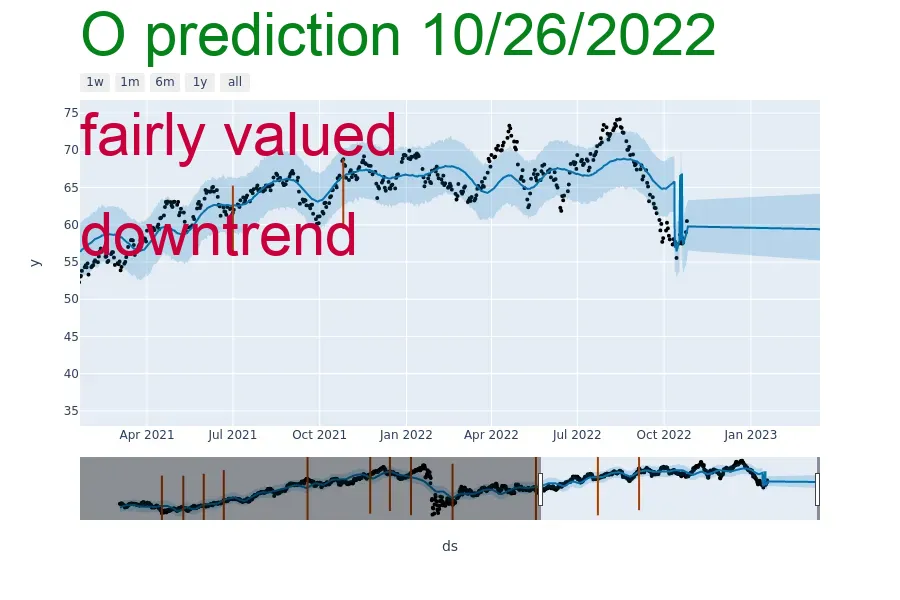 O prediction 10/26/2022
1w 1m 6m 1y all
75
fairly valued
70
65
60
downtrend
55
y
50
45
40
35
Apr 2021 Jul 2021 Oct 2021 Jan 2022 Apr 2022 Jul 2022 Oct 2022 Jan 2023
ds